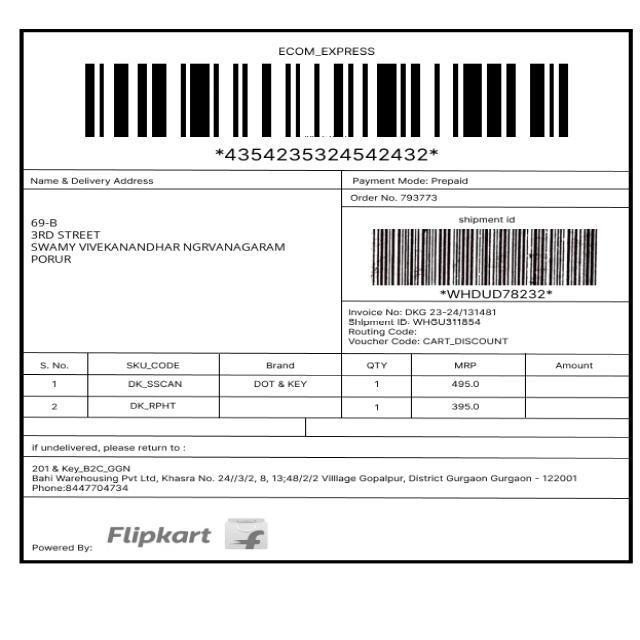 ECOM_EXPRESS
*4354235324542432*
Name & Delivery Address
Payment Mode: Prepaid
Order No. 793773
69-B
3RD STREET
SWAMY VIVEKANANDHAR NGRVANAGARAM
PORUR
shipment id
*WHDUD78232*
Invoice No: DKG 23-24/131481
Shipment ID: WHGU311854
Routing Code:
Voucher Code: CART_DISCOUNT
S. No. SKU_CODE Brand QTY MRP Amount
1 DK_SSCAN DOT & KEY 1 495.0
2 DK_RPHT 1 395.0
if undelivered, please return to :
201 & Key_B2C_GGN
Bahi Warehousing Pvt Ltd, Khasra No. 24//3/2, 8, 13;48/2/2 Villlage Gopalpur, District Gurgaon Gurgaon - 122001
Phone:8447704734
Powered By: Flipkart